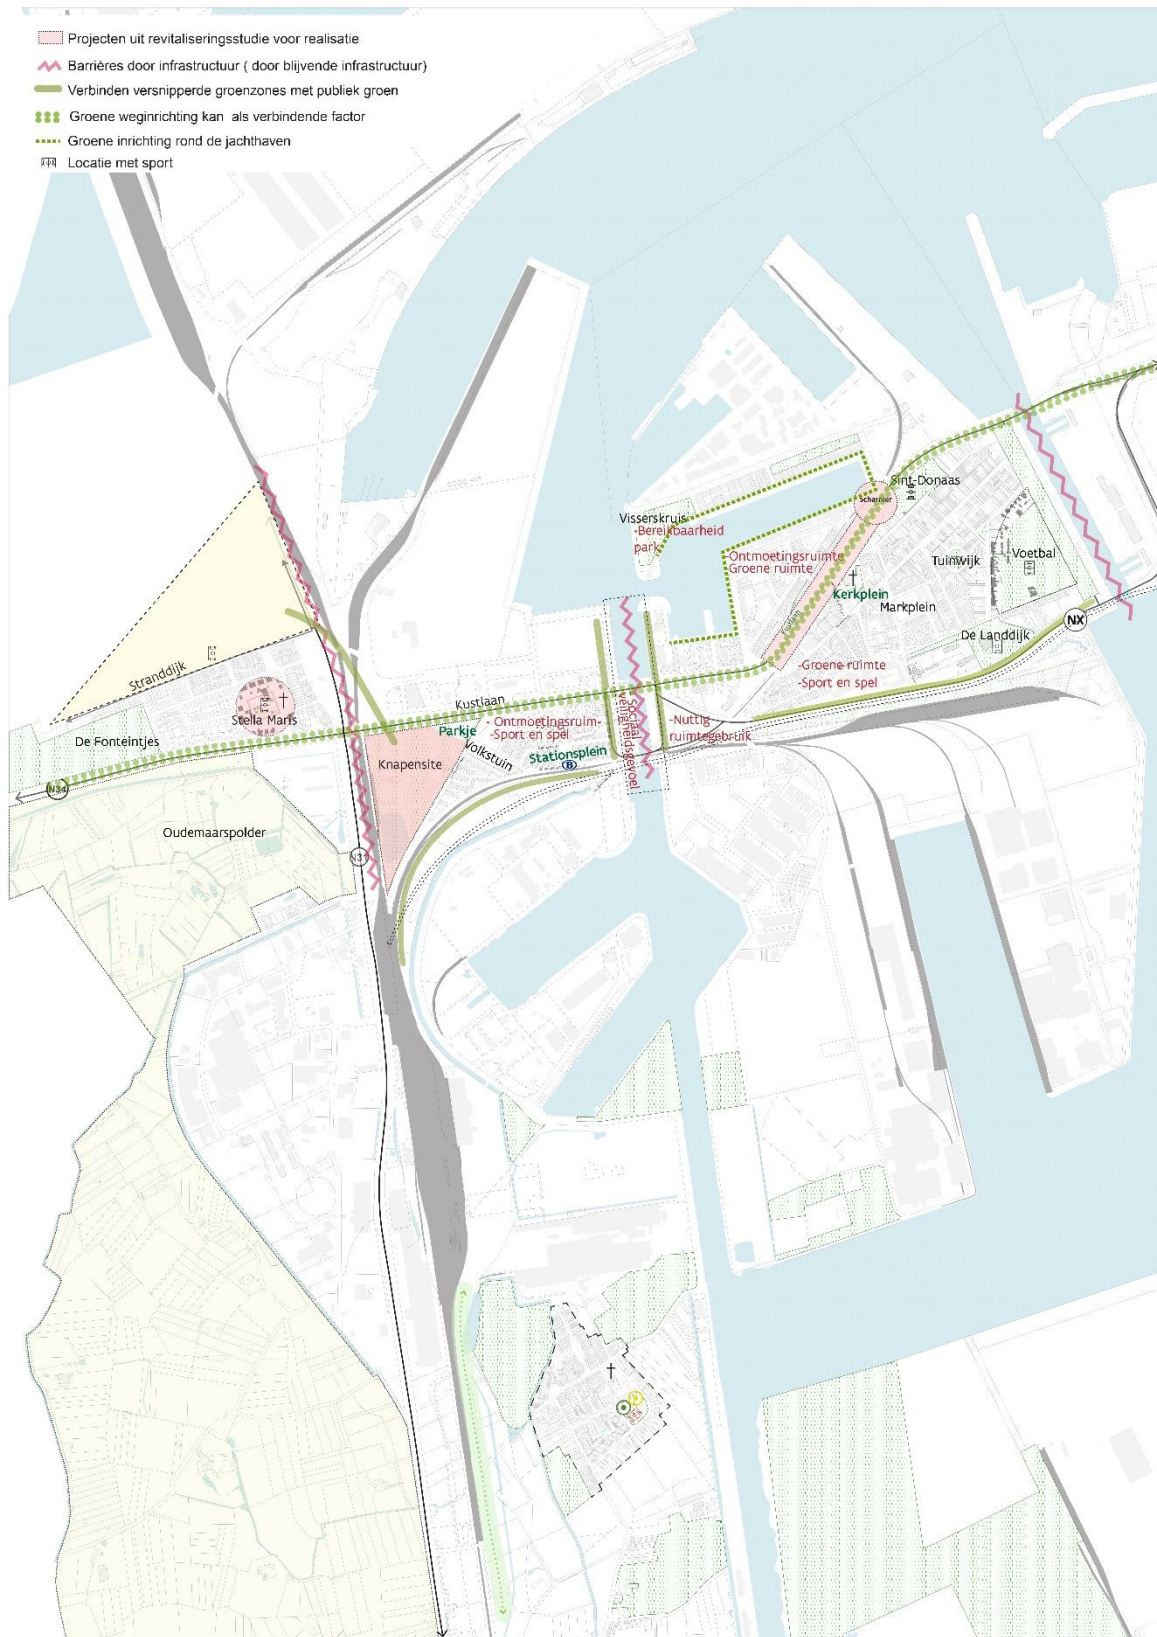 Projecten uit revitaliseringsstudie voor realisatie
Barrières door infrastructuur ( door blijvende infrastructuur)
Verbinden versnipperde groenzones met publiek groen
Groene weginrichting kan als verbindende factor
Groene inrichting rond de jachthaven
Locatie met sport
Sint-Donaas
Scharnier
Visserskruis
-Bereikbaarheid
park
-Ontmoetingsruimte
Groene ruimte
Tuinwijk
Voetbal
Kerkplein
Markplein
Kustlaan
De Landdijk
NX
-Groene ruimte
-Sport en spel
Stranddijk
Stella Maris
Kustlaan
De Fonteintjes
Parkje
- Ontmoetingsruim-
-Sport en spel
Sociaal
veiligheidsgevoel
-Nuttig
ruimtegebruik
Knapensite
Volkstuin
Stationsplein
B
N34
Oudemaarspolder
N31